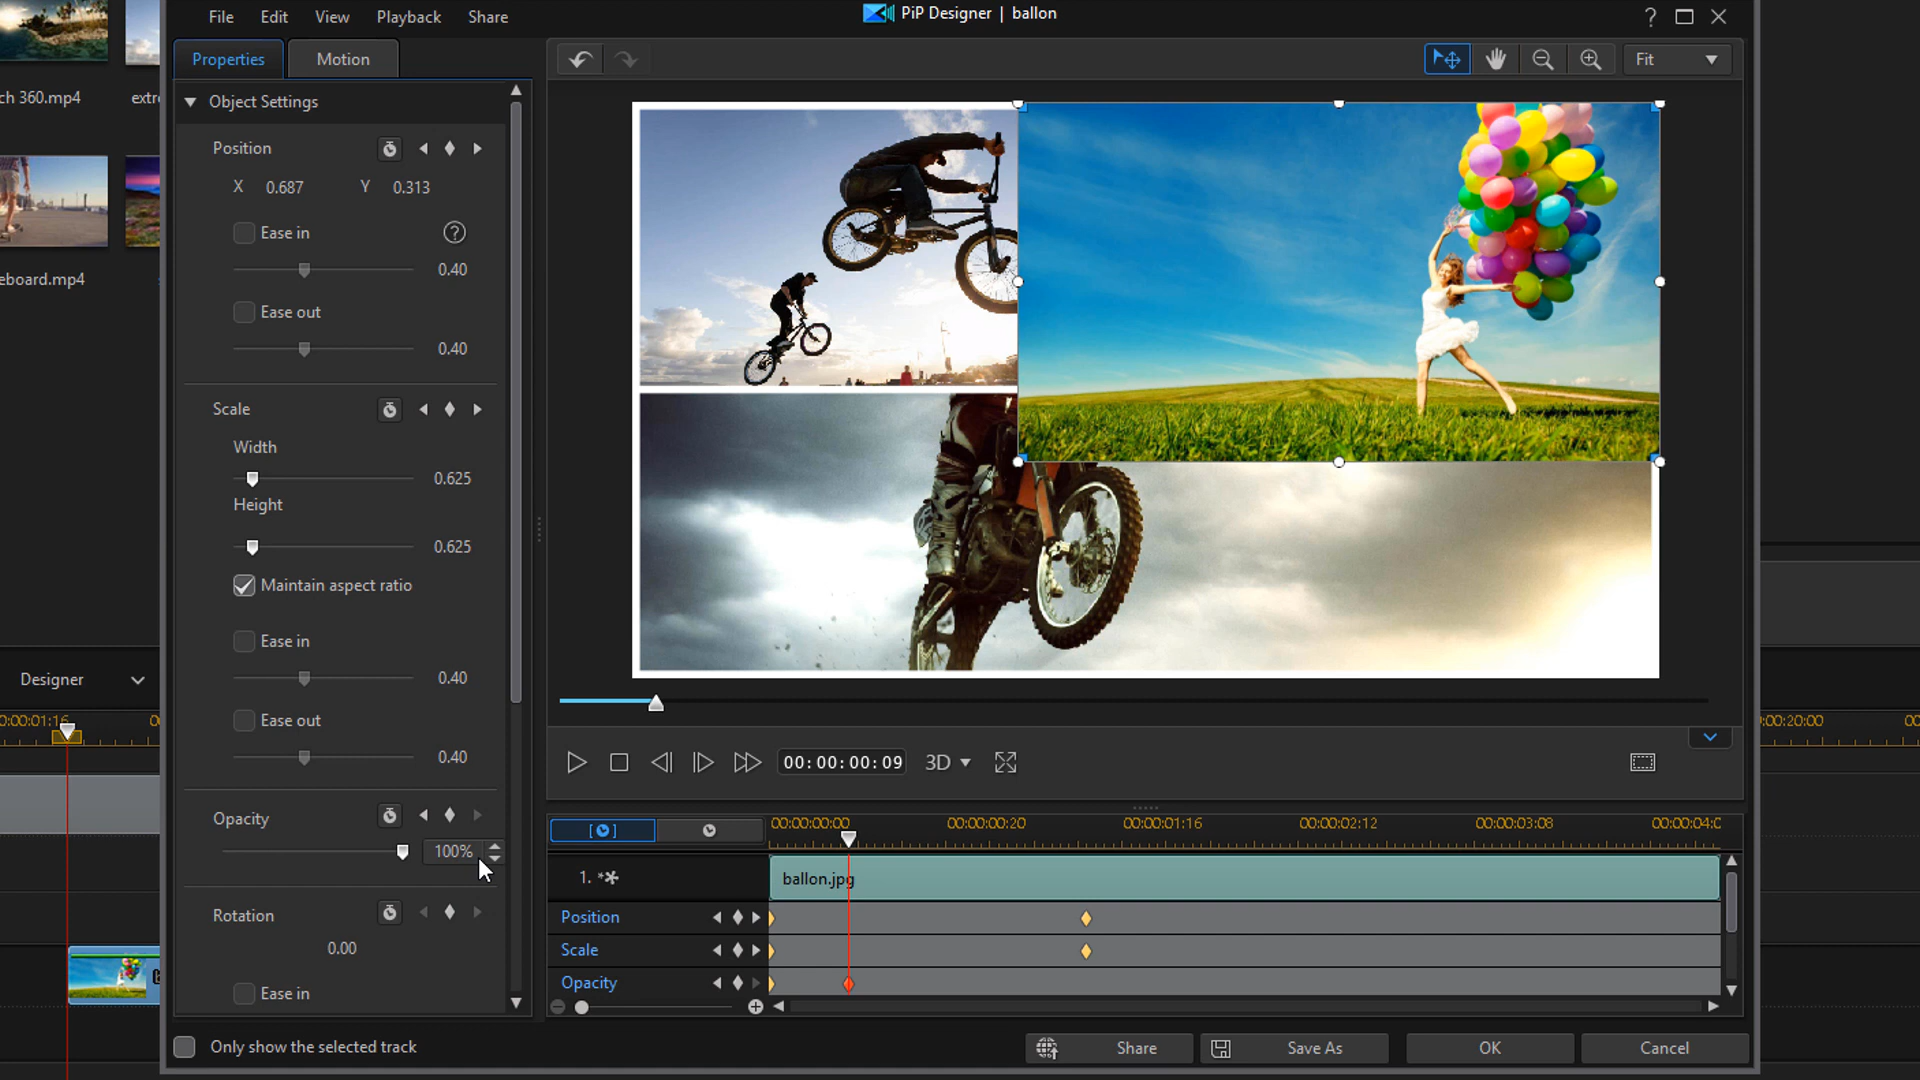 File Edit View Playback Share
PiP Designer | ballon
?
Properties Motion
Fit
Object Settings
Position
X 0.687 Y 0.313
Ease in
?
0.40
Ease out
0.40
Scale
Width
0.625
Height
0.625
Maintain aspect ratio
Ease in
0.40
Ease out
0.40
Opacity
100%
Rotation
0.00
Ease in
ch 360.mp4
extre
eboard.mp4
Designer
0:00:01:16
:00:20:00
00:00:00:09
3D
00:00:00:00 00:00:00:20 00:00:01:16 00:00:02:12 00:00:03:08 00:00:04:0
1. **
ballon.jpg
Position
Scale
Opacity
Only show the selected track
Share Save As OK Cancel